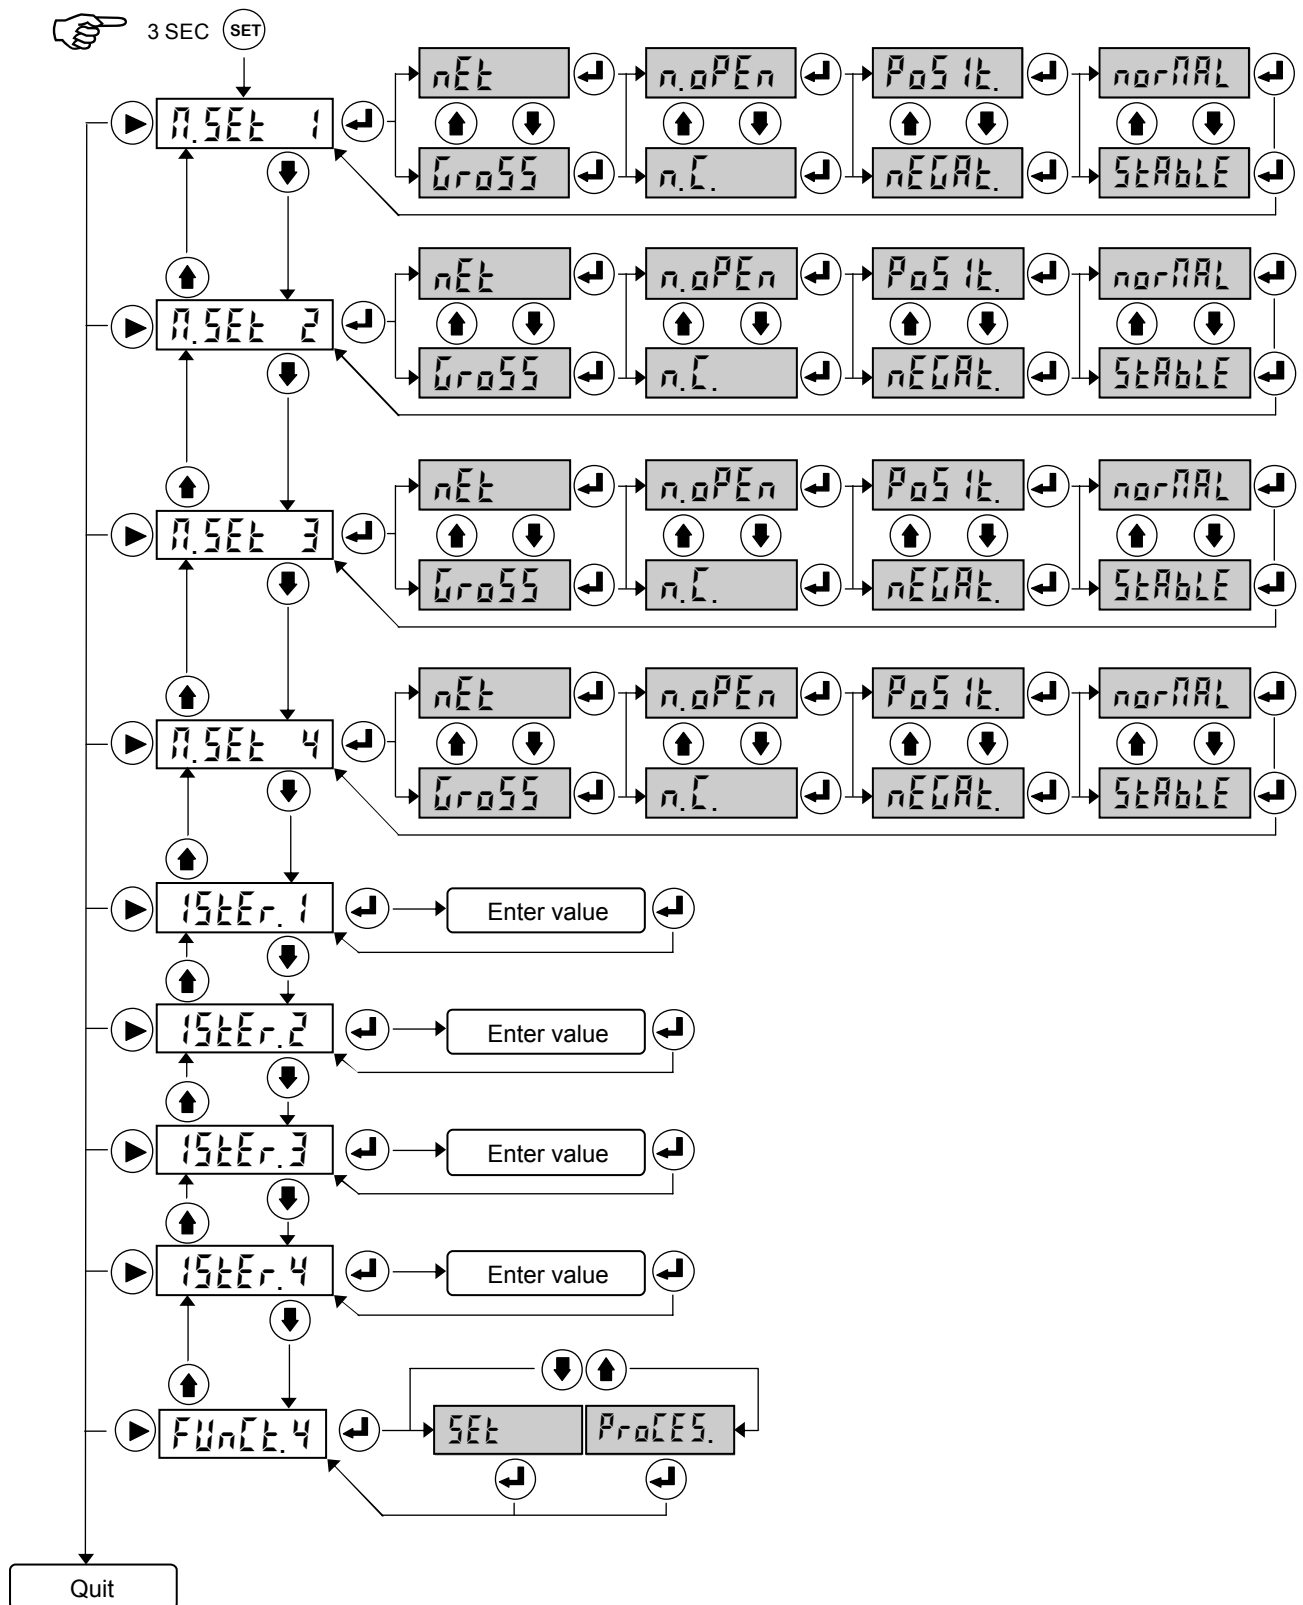 3 SEC SET
nEt n.oPEn PoSIt. norMAL
M.SEt 1
GroSS n.C. nEGAt. StAbLE
nEt n.oPEn PoSIt. norMAL
M.SEt 2
GroSS n.C. nEGAt. StAbLE
nEt n.oPEn PoSIt. norMAL
M.SEt 3
GroSS n.C. nEGAt. StAbLE
nEt n.oPEn PoSIt. norMAL
M.SEt 4
GroSS n.C. nEGAt. StAbLE
IStEr.1 Enter value
IStEr.2 Enter value
IStEr.3 Enter value
IStEr.4 Enter value
FUnCt.4 SEt ProCES.
Quit